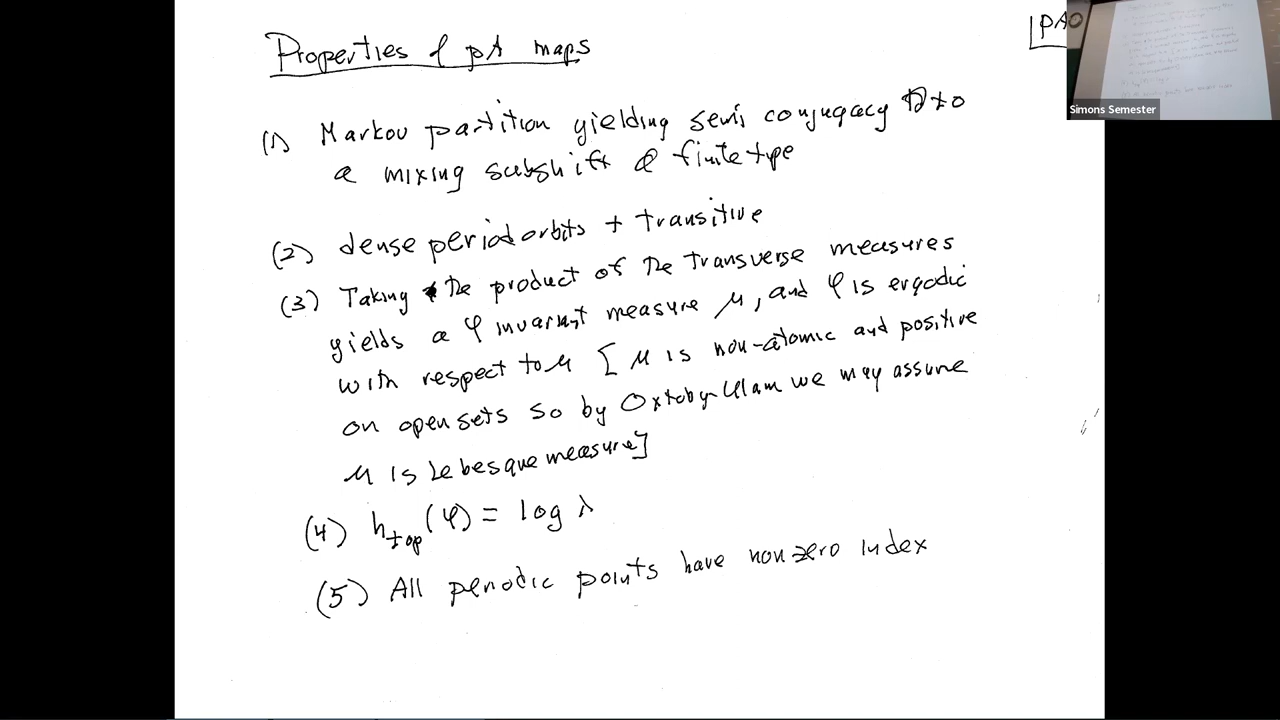 Properties of pA maps
|PAO
Simons Semester
(1) Markov partition yielding semi conjugacy to
a mixing subshift of finite type
(2) dense period orbits + transitive
(3) Taking the product of the transverse measures
yields a φ invariant measure μ, and φ is ergodic
with respect to μ [ μ is non-atomic and positive
on open sets so by Oxtoby-Ulam we may assume
μ is Lebesque measure]
(4) h_top(φ) = log λ
(5) All periodic points have nonzero index